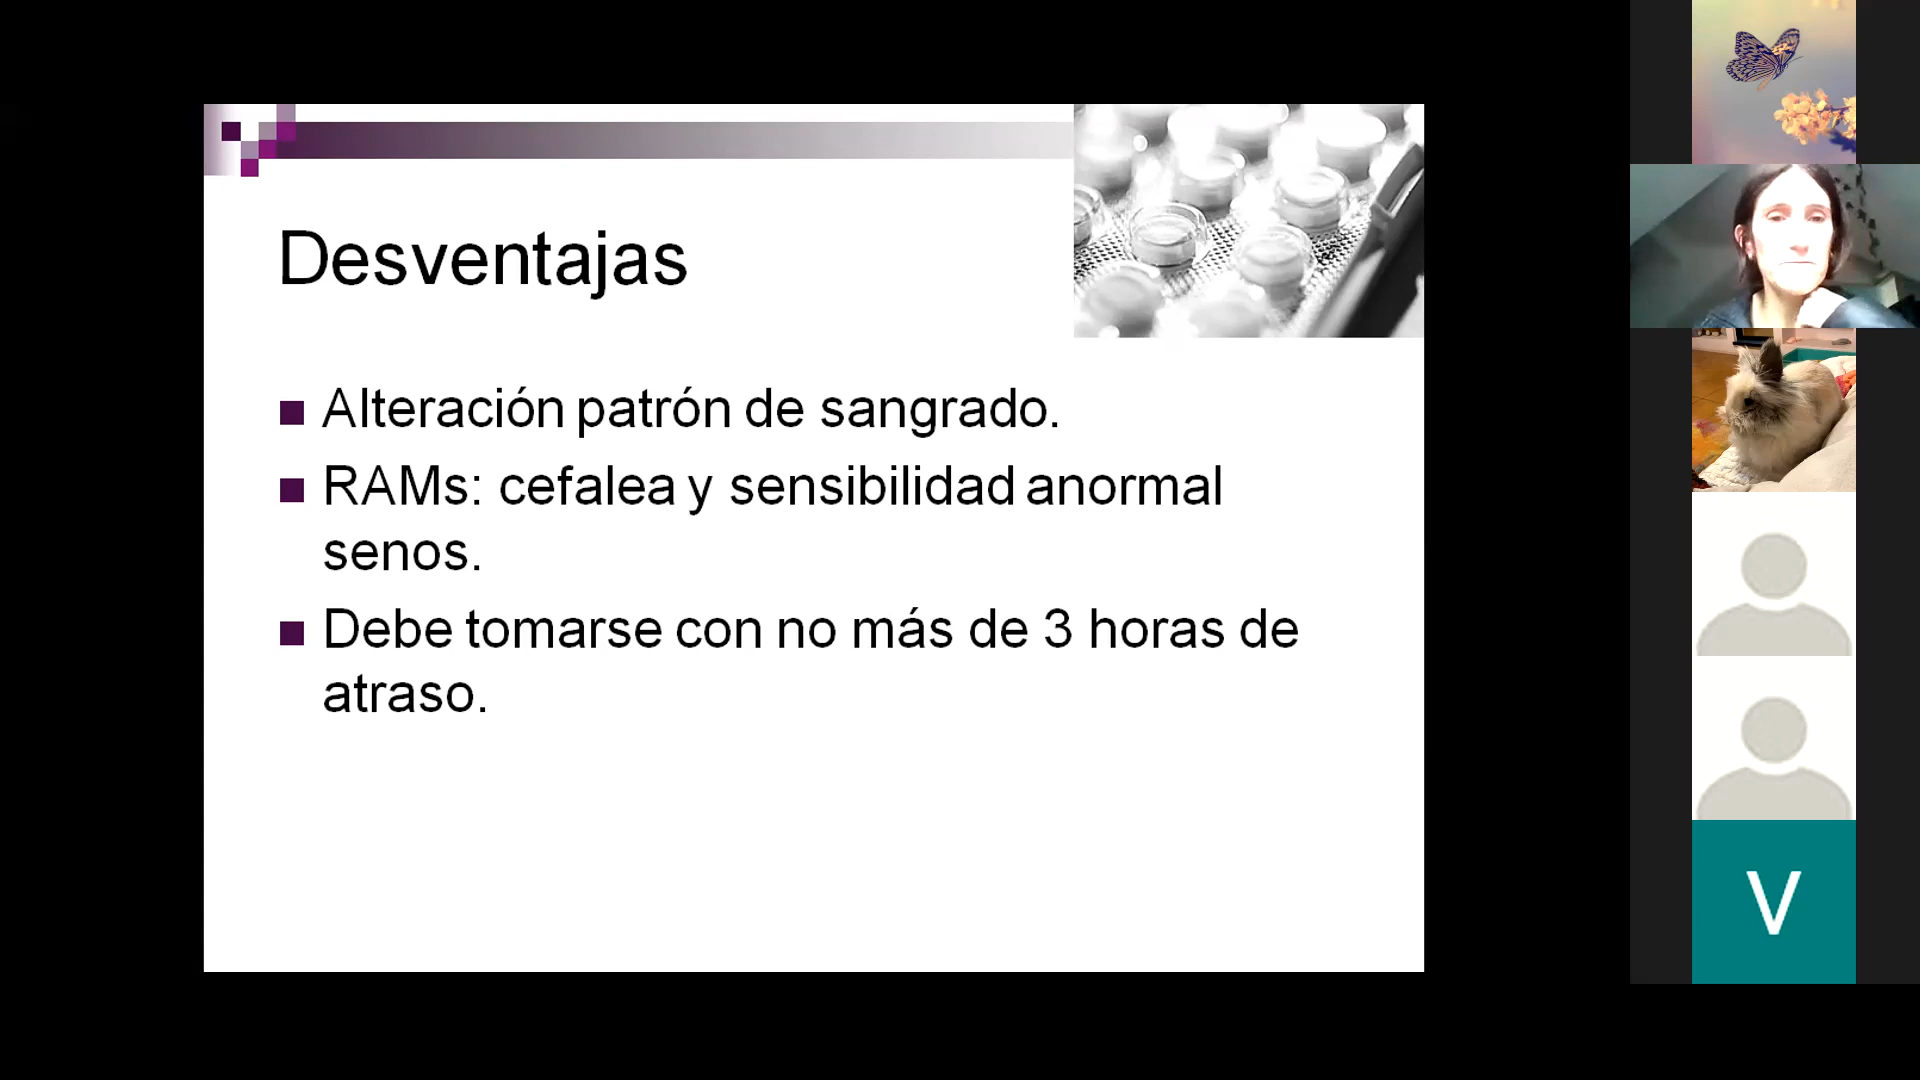 Desventajas
Alteración patrón de sangrado.
RAMs: cefalea y sensibilidad anormal
senos.
Debe tomarse con no más de 3 horas de
atraso.
V